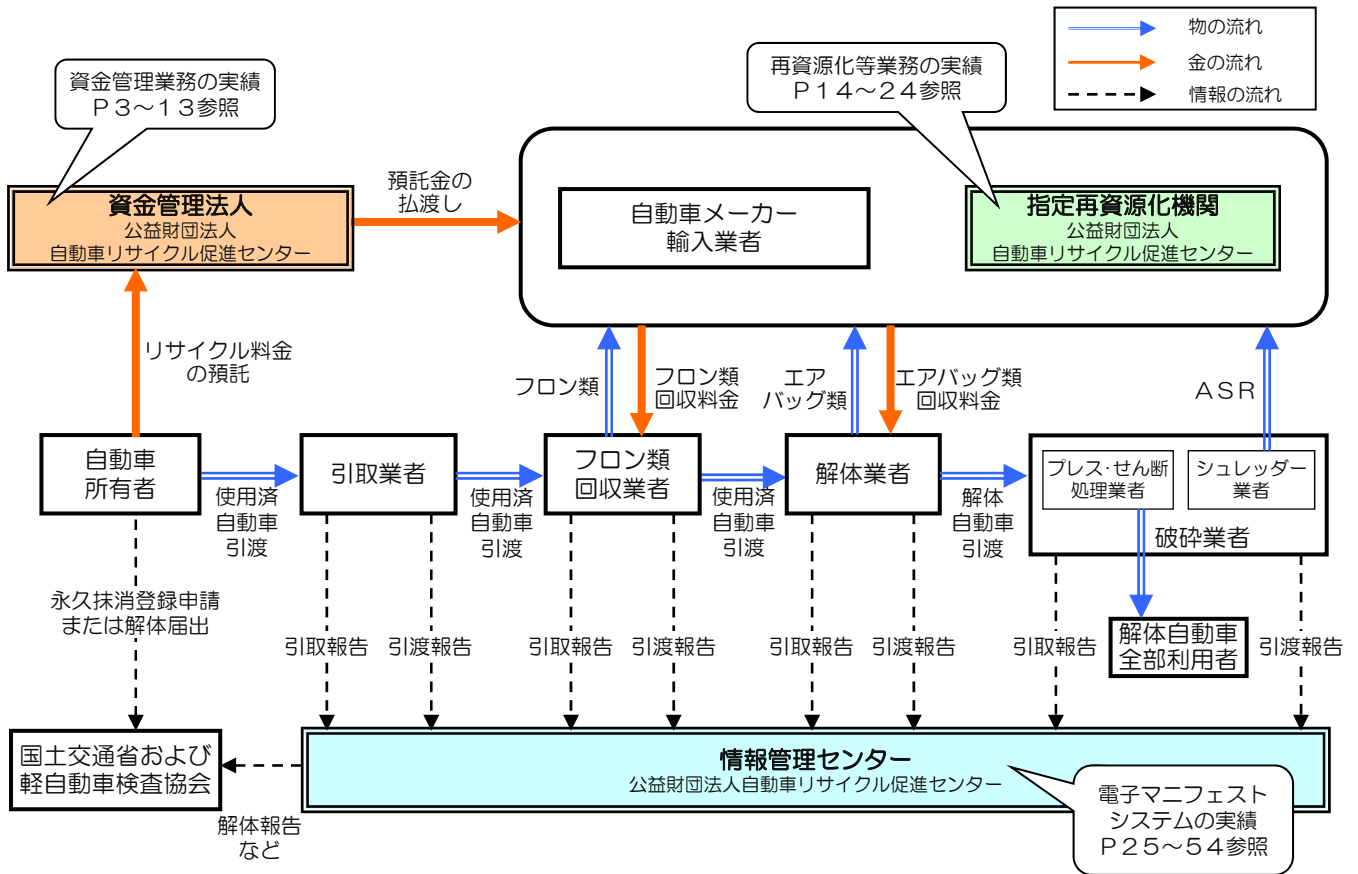 物の流れ
金の流れ
情報の流れ
資金管理業務の実績
P3～13参照
再資源化等業務の実績
P14～24参照
資金管理法人
公益財団法人
自動車リサイクル促進センター
預託金の
払渡し
自動車メーカー
輸入業者
指定再資源化機関
公益財団法人
自動車リサイクル促進センター
リサイクル料金
の預託
フロン類
フロン類
回収料金
エア
バッグ類
エアバッグ類
回収料金
ASR
自動車
所有者
使用済
自動車
引渡
引取業者
使用済
自動車
引渡
フロン類
回収業者
使用済
自動車
引渡
解体業者
解体
自動車
引渡
プレス・せん断
処理業者
シュレッダー
業者
破砕業者
永久抹消登録申請
または解体届出
引取報告
引渡報告
引取報告
引渡報告
引取報告
引渡報告
引取報告
解体自動車
全部利用者
引渡報告
国土交通省および
軽自動車検査協会
解体報告
など
情報管理センター
公益財団法人自動車リサイクル促進センター
電子マニフェスト
システムの実績
P25～54参照